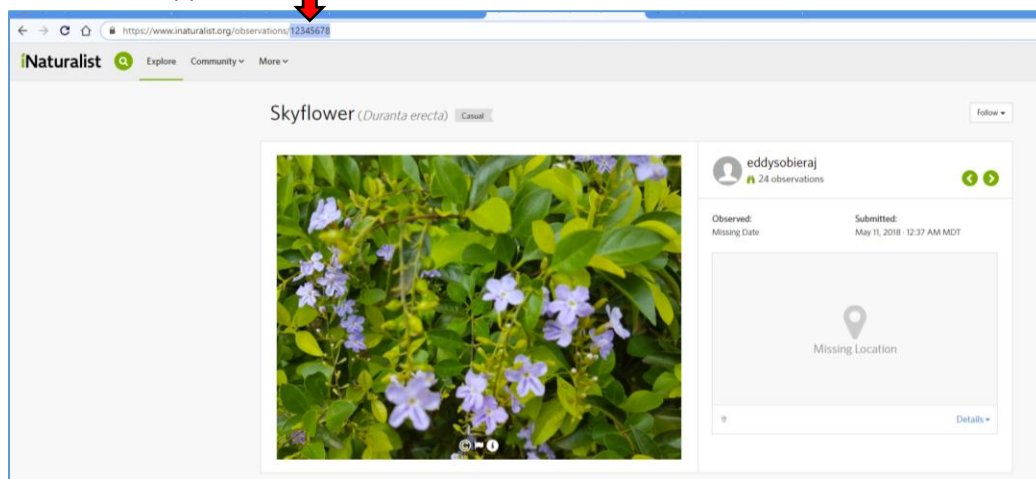 https://www.inaturalist.org/observations/12345678
iNaturalist Explore Community More
Skyflower (Duranta erecta) Casual
Follow
eddysobieraj
24 observations
Observed: Submitted:
Missing Date May 11, 2018 · 12:37 AM MDT
Missing Location
Details